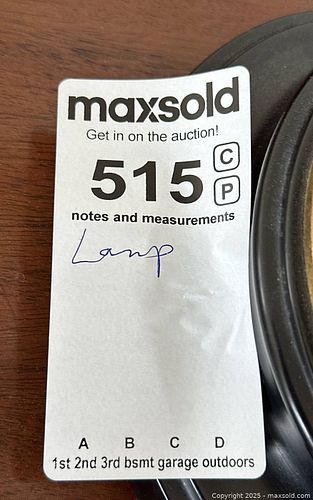 maxsold
Get in on the auction!
515
C
P
notes and measurements
Lamp
A B C D
1st 2nd 3rd bsmt garage outdoors
Copyright 2025 - maxsold.com